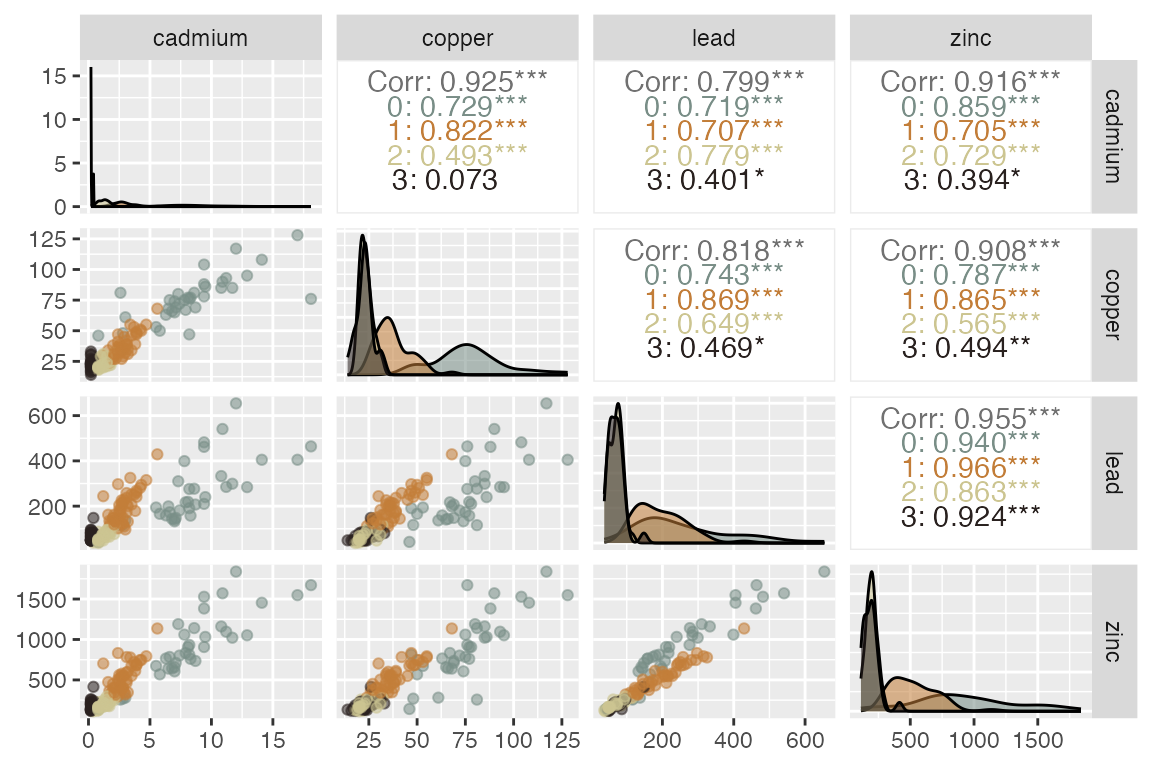 cadmium
copper
lead
zinc
15
10
5
0
Corr: 0.925***
0: 0.729***
1: 0.822***
2: 0.493***
3: 0.073
Corr: 0.799***
0: 0.719***
1: 0.707***
2: 0.779***
3: 0.401*
Corr: 0.916***
0: 0.859***
1: 0.705***
2: 0.729***
3: 0.394*
cadmium
125
100
75
50
25
Corr: 0.818***
0: 0.743***
1: 0.869***
2: 0.649***
3: 0.469*
Corr: 0.908***
0: 0.787***
1: 0.865***
2: 0.565***
3: 0.494**
copper
600
400
200
Corr: 0.955***
0: 0.940***
1: 0.966***
2: 0.863***
3: 0.924***
lead
1500
1000
500
zinc
0 5 10 15
25 50 75 100 125
200 400 600
500 1000 1500